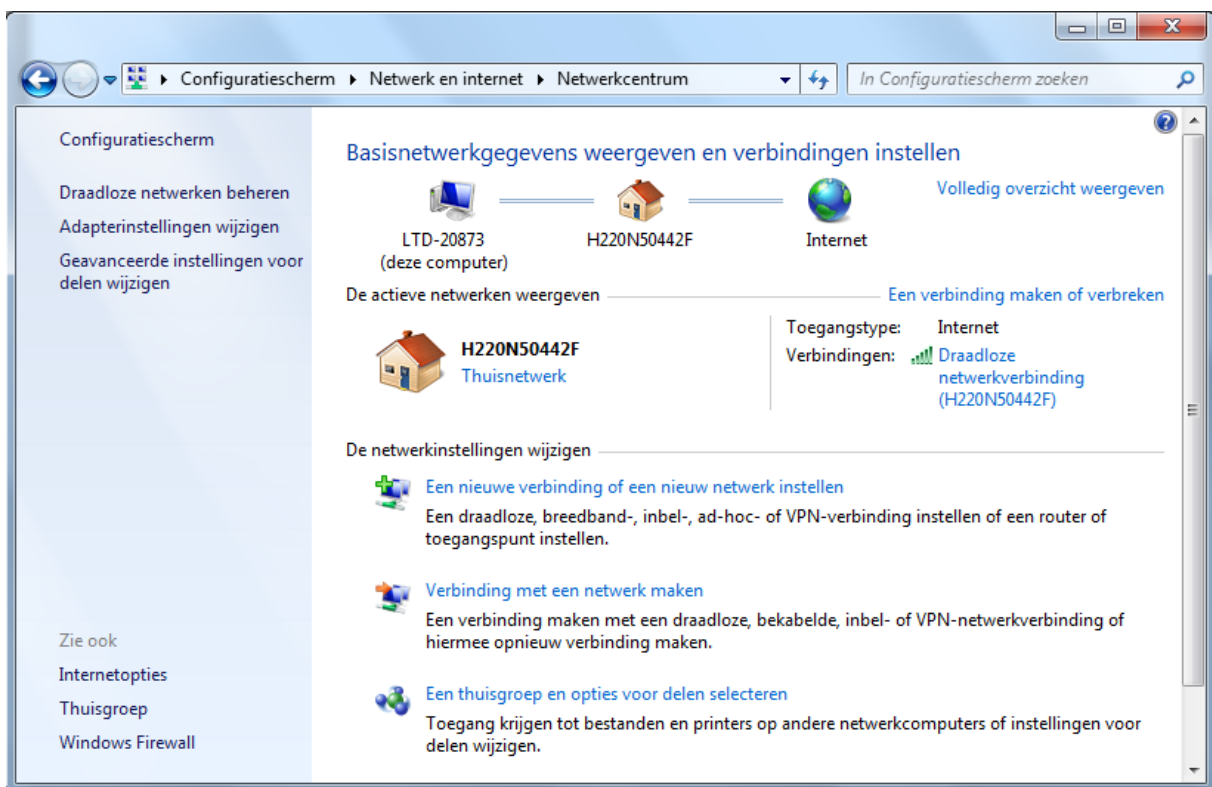 Configuratiescherm ▸ Netwerk en internet ▸ Netwerkcentrum
In Configuratiescherm zoeken
Configuratiescherm
Draadloze netwerken beheren
Adapterinstellingen wijzigen
Geavanceerde instellingen voor
delen wijzigen
Zie ook
Internetopties
Thuisgroep
Windows Firewall
Basisnetwerkgegevens weergeven en verbindingen instellen
Volledig overzicht weergeven
LTD-20873
(deze computer)
H220N50442F
Internet
De actieve netwerken weergeven
Een verbinding maken of verbreken
H220N50442F
Thuisnetwerk
Toegangstype: Internet
Verbindingen: Draadloze
netwerkverbinding
(H220N50442F)
De netwerkinstellingen wijzigen
Een nieuwe verbinding of een nieuw netwerk instellen
Een draadloze, breedband-, inbel-, ad-hoc- of VPN-verbinding instellen of een router of
toegangspunt instellen.
Verbinding met een netwerk maken
Een verbinding maken met een draadloze, bekabelde, inbel- of VPN-netwerkverbinding of
hiermee opnieuw verbinding maken.
Een thuisgroep en opties voor delen selecteren
Toegang krijgen tot bestanden en printers op andere netwerkcomputers of instellingen voor
delen wijzigen.